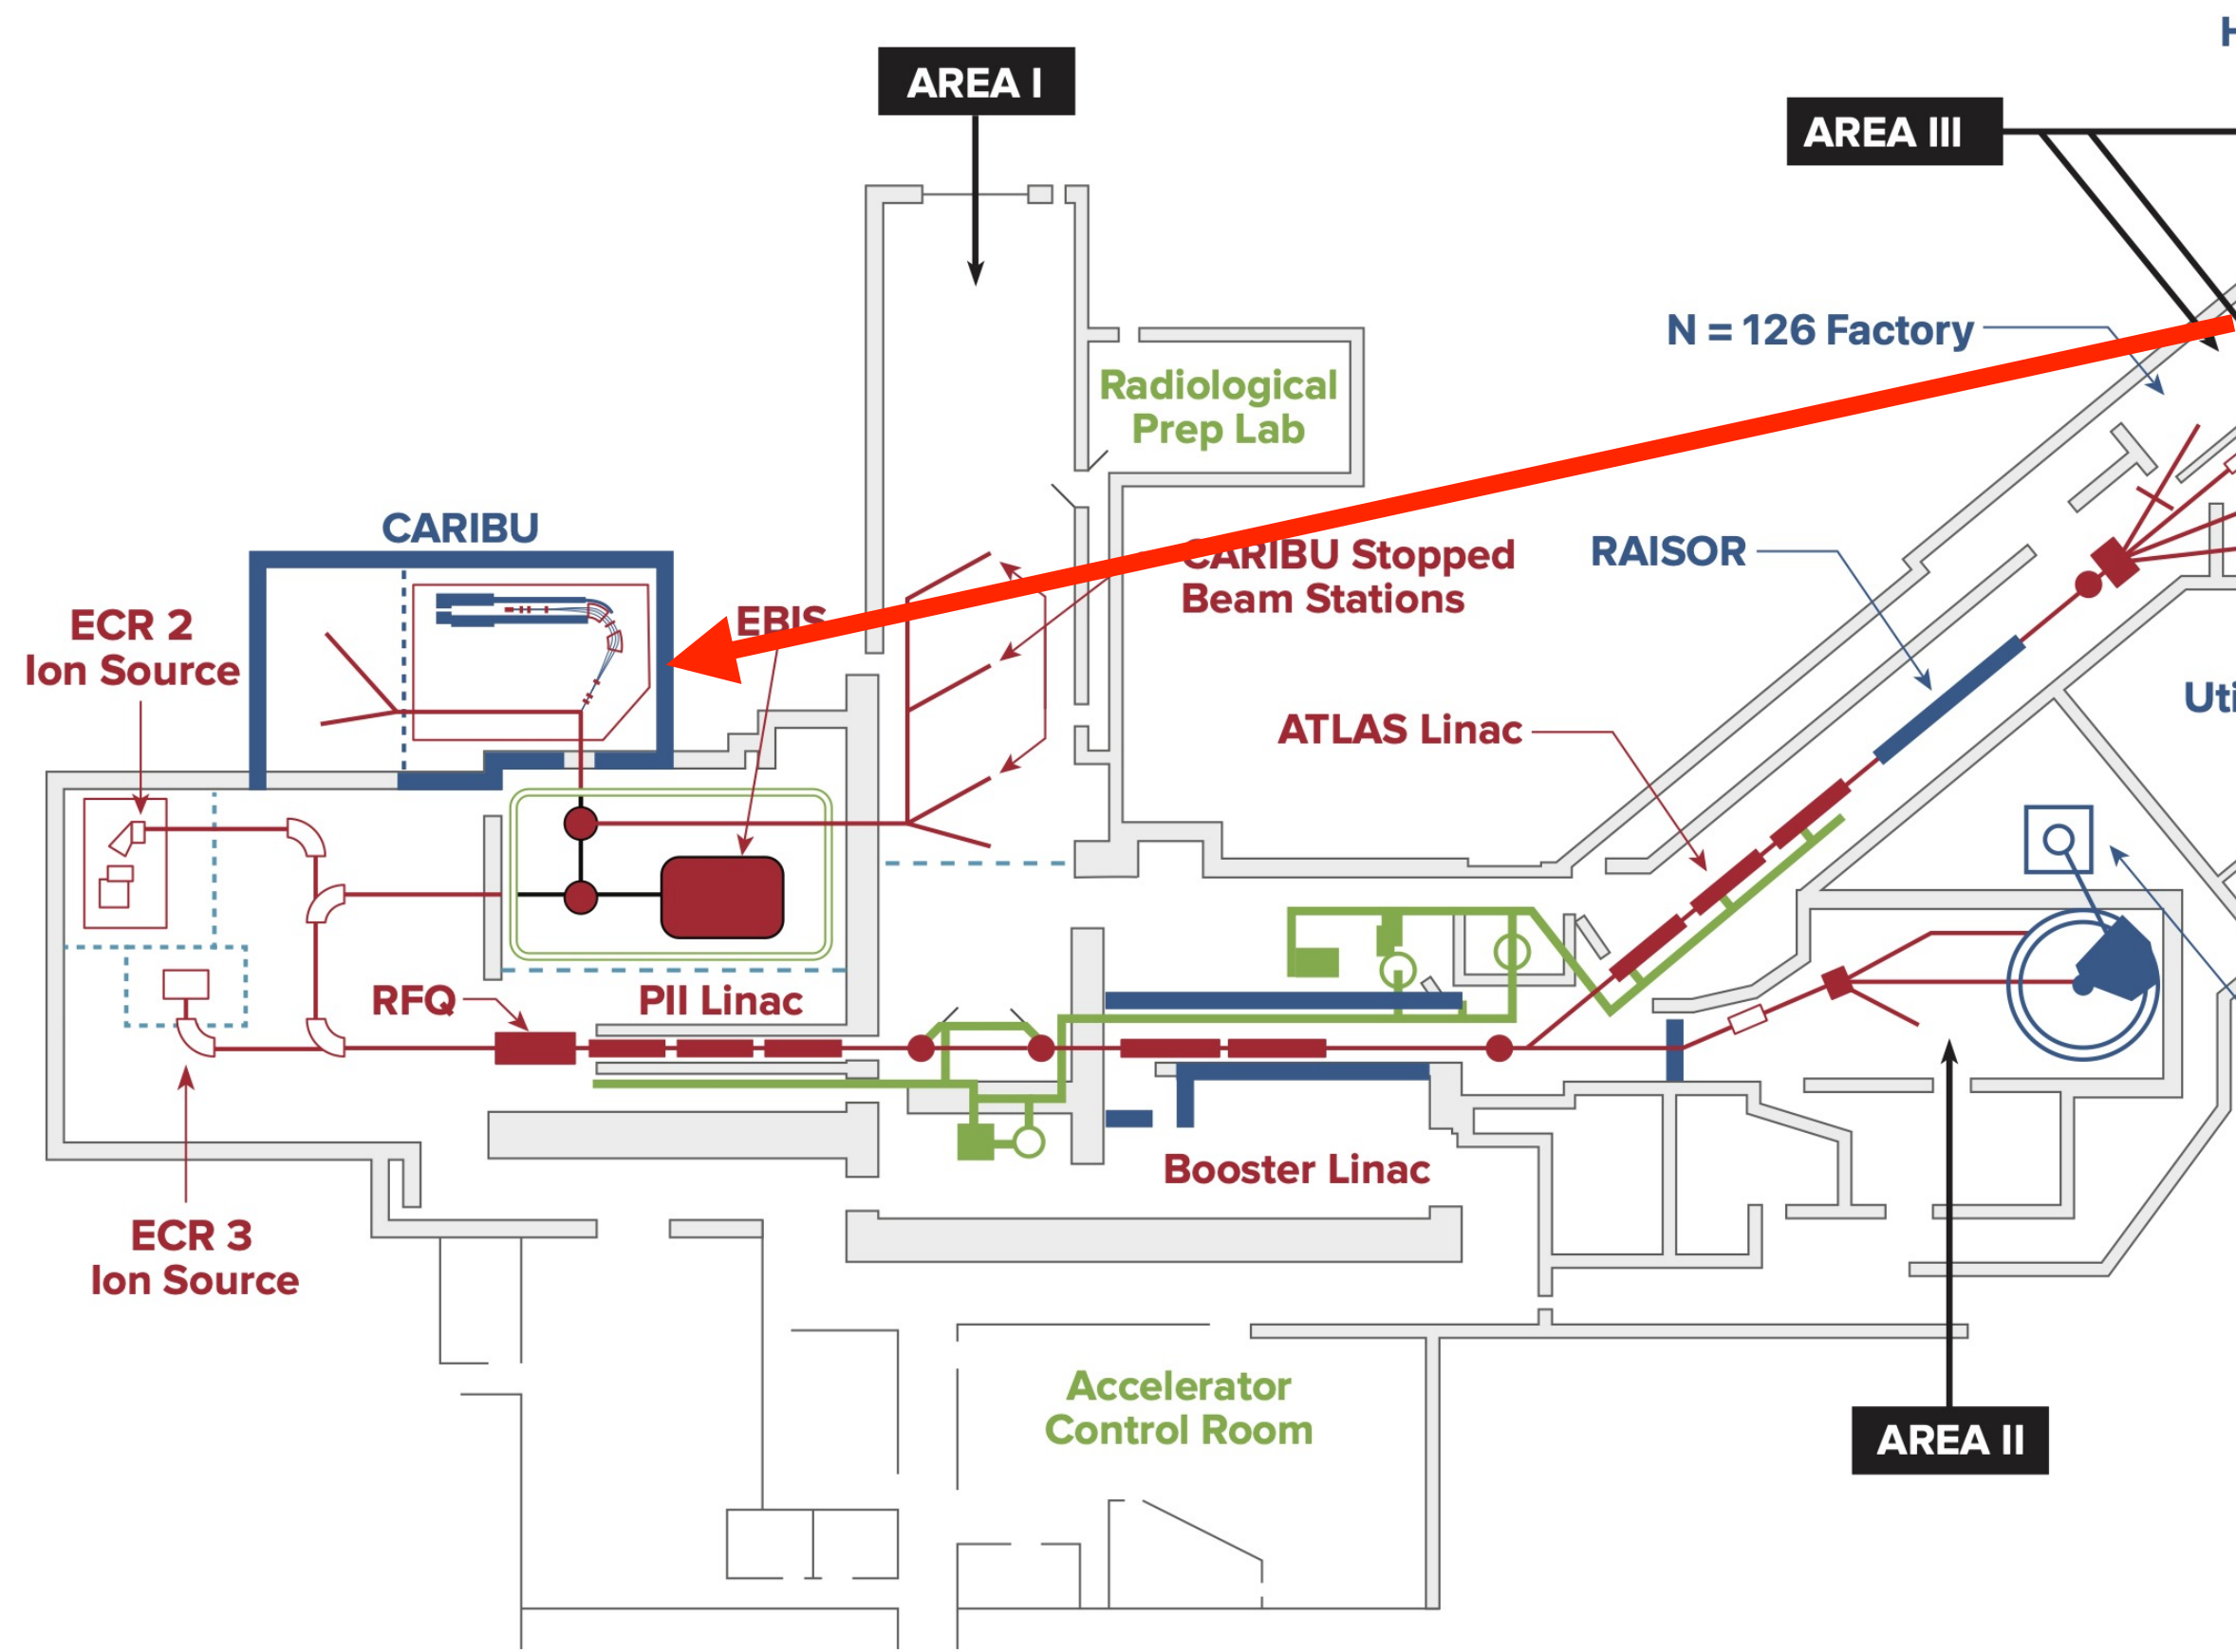 H
AREA I
AREA III
N = 126 Factory
Radiological
Prep Lab
CARIBU
CARIBU Stopped
Beam Stations
RAISOR
EBIS
ECR 2
Ion Source
Uti
ATLAS Linac
RFQ
PII Linac
Booster Linac
ECR 3
Ion Source
Accelerator
Control Room
AREA II